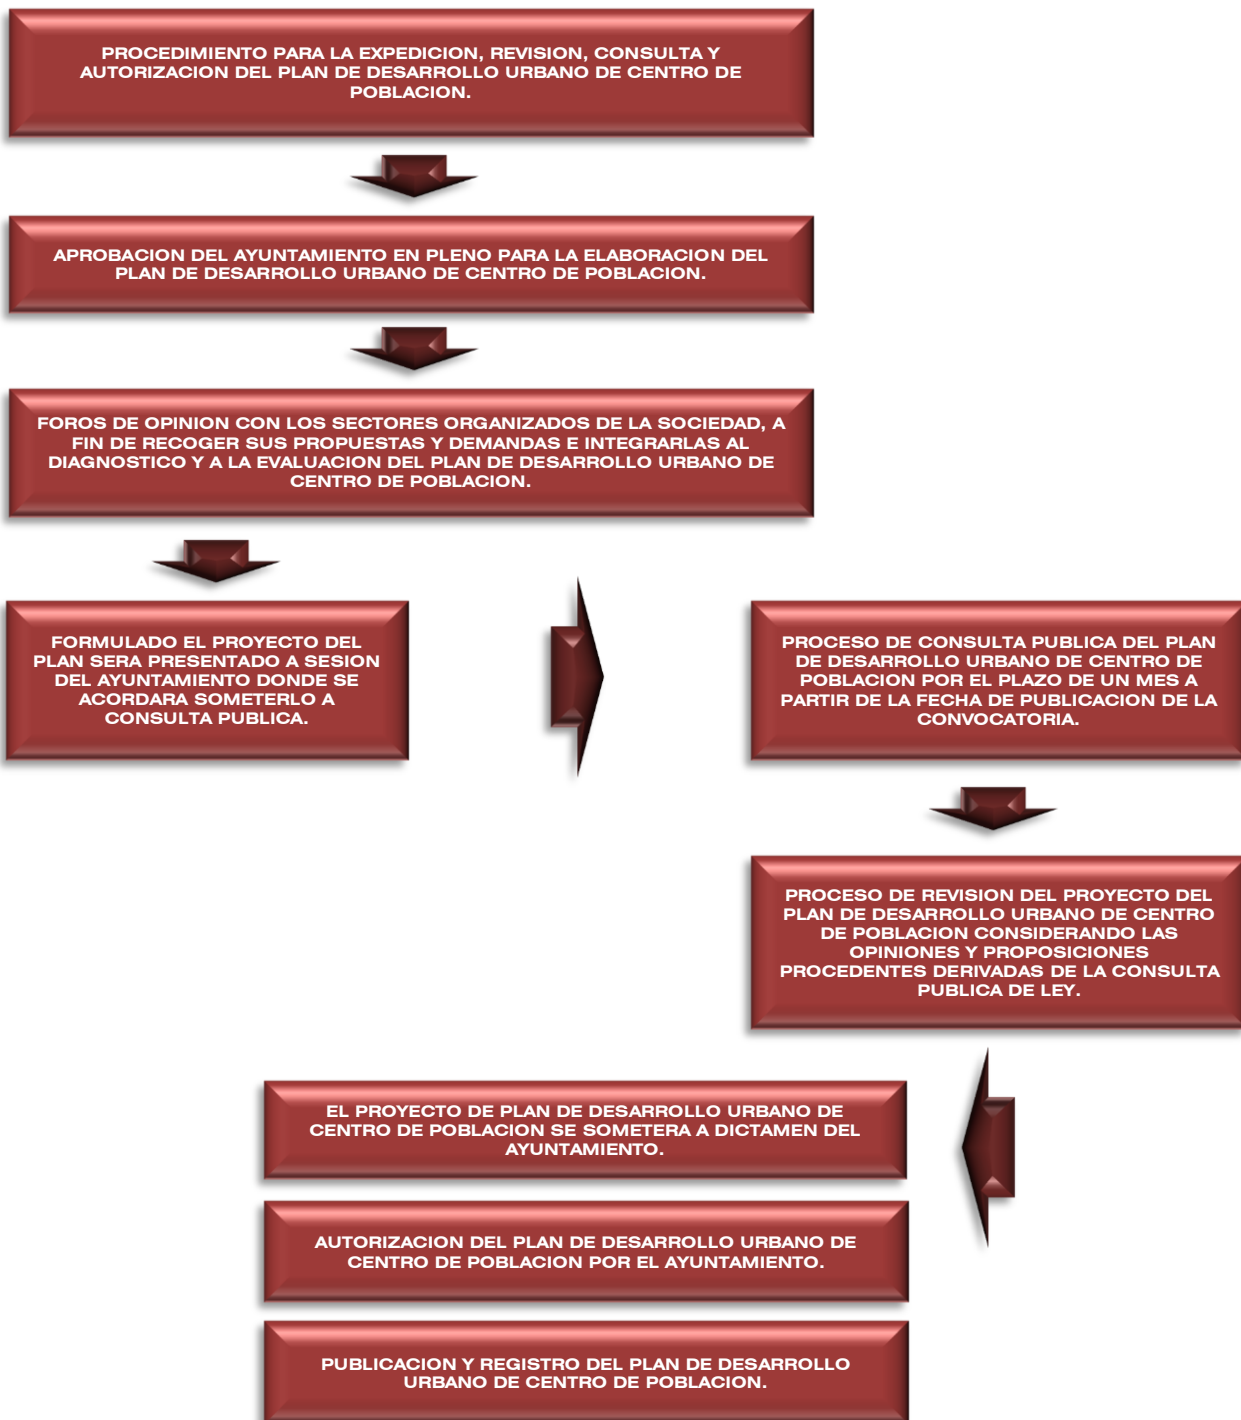 PROCEDIMIENTO PARA LA EXPEDICION, REVISION, CONSULTA Y
AUTORIZACION DEL PLAN DE DESARROLLO URBANO DE CENTRO DE
POBLACION.
APROBACION DEL AYUNTAMIENTO EN PLENO PARA LA ELABORACION DEL
PLAN DE DESARROLLO URBANO DE CENTRO DE POBLACION.
FOROS DE OPINION CON LOS SECTORES ORGANIZADOS DE LA SOCIEDAD, A
FIN DE RECOGER SUS PROPUESTAS Y DEMANDAS E INTEGRARLAS AL
DIAGNOSTICO Y A LA EVALUACION DEL PLAN DE DESARROLLO URBANO DE
CENTRO DE POBLACION.
FORMULADO EL PROYECTO DEL
PLAN SERA PRESENTADO A SESION
DEL AYUNTAMIENTO DONDE SE
ACORDARA SOMETERLO A
CONSULTA PUBLICA.
PROCESO DE CONSULTA PUBLICA DEL PLAN
DE DESARROLLO URBANO DE CENTRO DE
POBLACION POR EL PLAZO DE UN MES A
PARTIR DE LA FECHA DE PUBLICACION DE LA
CONVOCATORIA.
PROCESO DE REVISION DEL PROYECTO DEL
PLAN DE DESARROLLO URBANO DE CENTRO
DE POBLACION CONSIDERANDO LAS
OPINIONES Y PROPOSICIONES
PROCEDENTES DERIVADAS DE LA CONSULTA
PUBLICA DE LEY.
EL PROYECTO DE PLAN DE DESARROLLO URBANO DE
CENTRO DE POBLACION SE SOMETERA A DICTAMEN DEL
AYUNTAMIENTO.
AUTORIZACION DEL PLAN DE DESARROLLO URBANO DE
CENTRO DE POBLACION POR EL AYUNTAMIENTO.
PUBLICACION Y REGISTRO DEL PLAN DE DESARROLLO
URBANO DE CENTRO DE POBLACION.